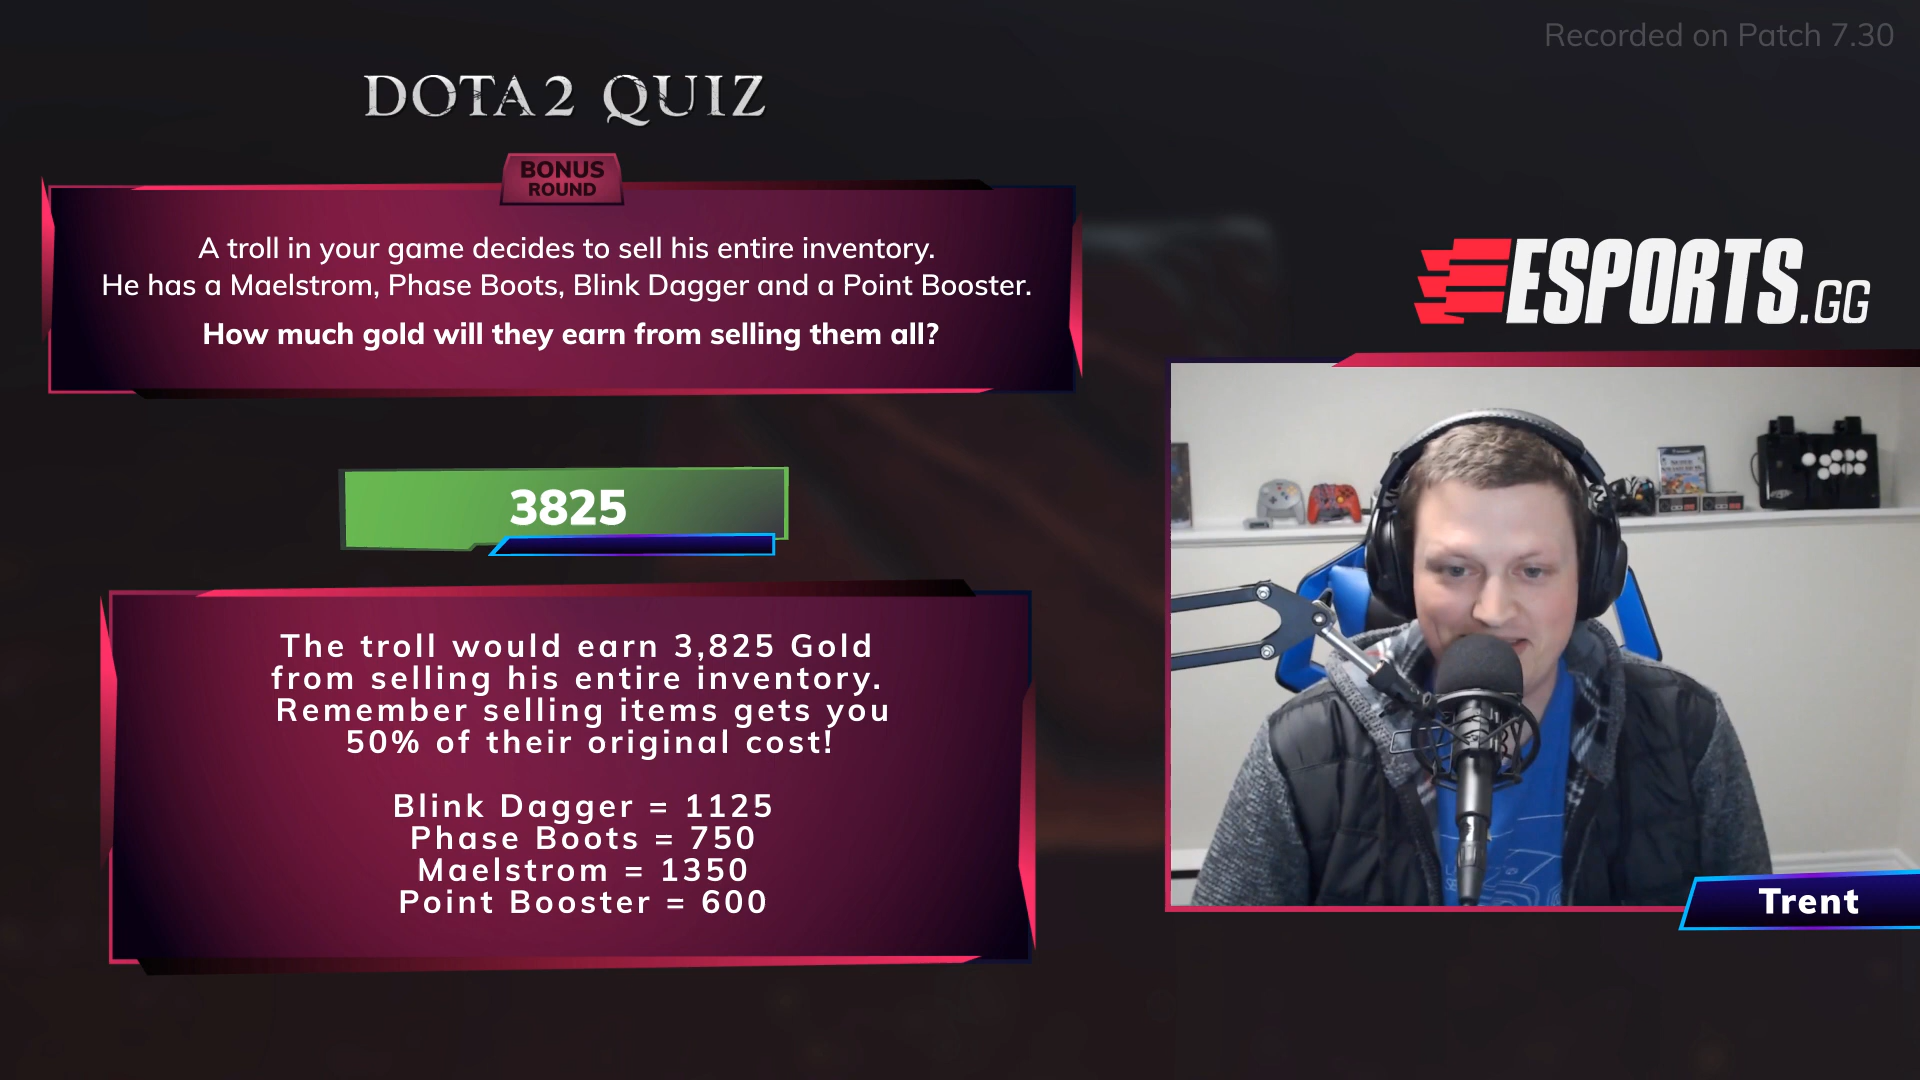 Recorded on Patch 7.30
DOTA2 QUIZ
BONUS
ROUND
A troll in your game decides to sell his entire inventory.
He has a Maelstrom, Phase Boots, Blink Dagger and a Point Booster.
How much gold will they earn from selling them all?
ESPORTS.GG
3825
The troll would earn 3,825 Gold
from selling his entire inventory.
Remember selling items gets you
50% of their original cost!
Blink Dagger = 1125
Phase Boots = 750
Maelstrom = 1350
Point Booster = 600
Trent